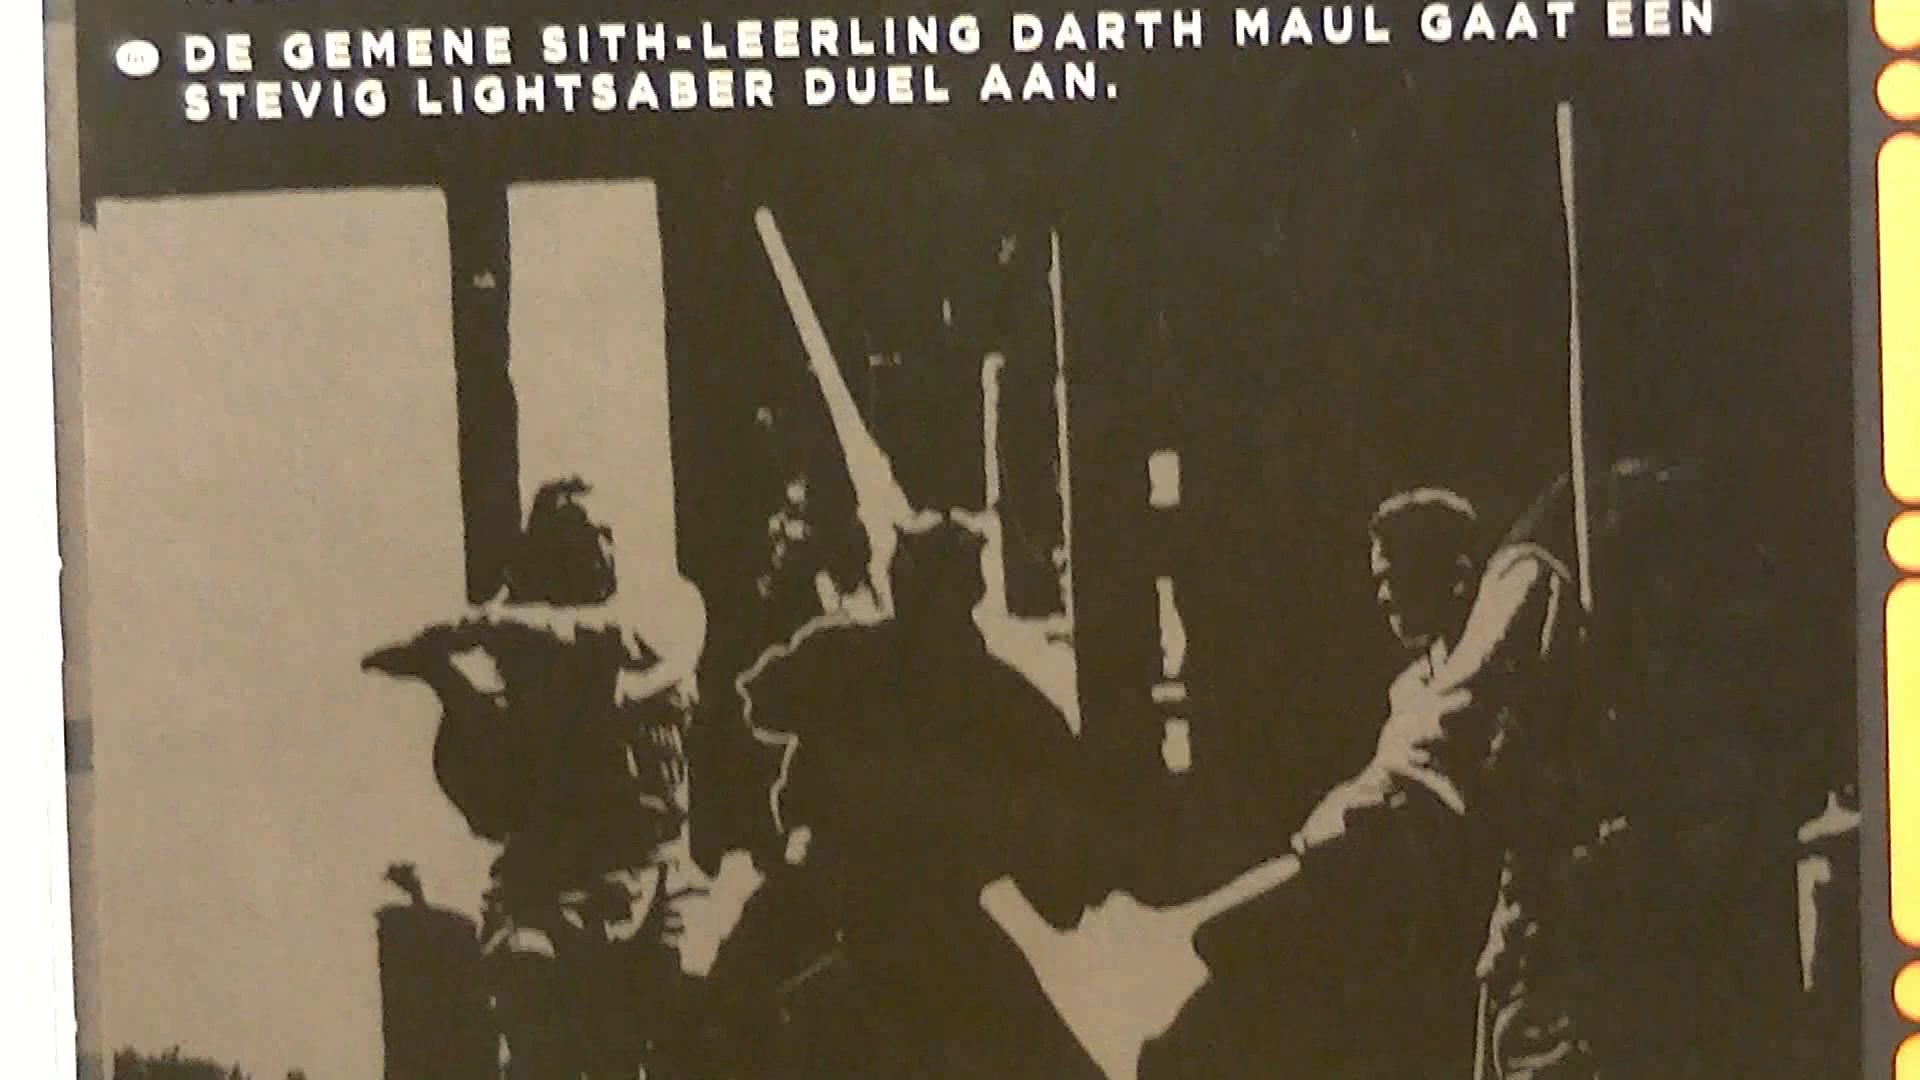 DE GEMENE SITH-LEERLING DARTH MAUL GAAT EEN
STEVIG LIGHTSABER DUEL AAN.